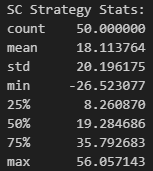 SC Strategy Stats:
count 50.000000
mean 18.113764
std 20.196175
min -26.523077
25% 8.260870
50% 19.284686
75% 35.792683
max 56.057143